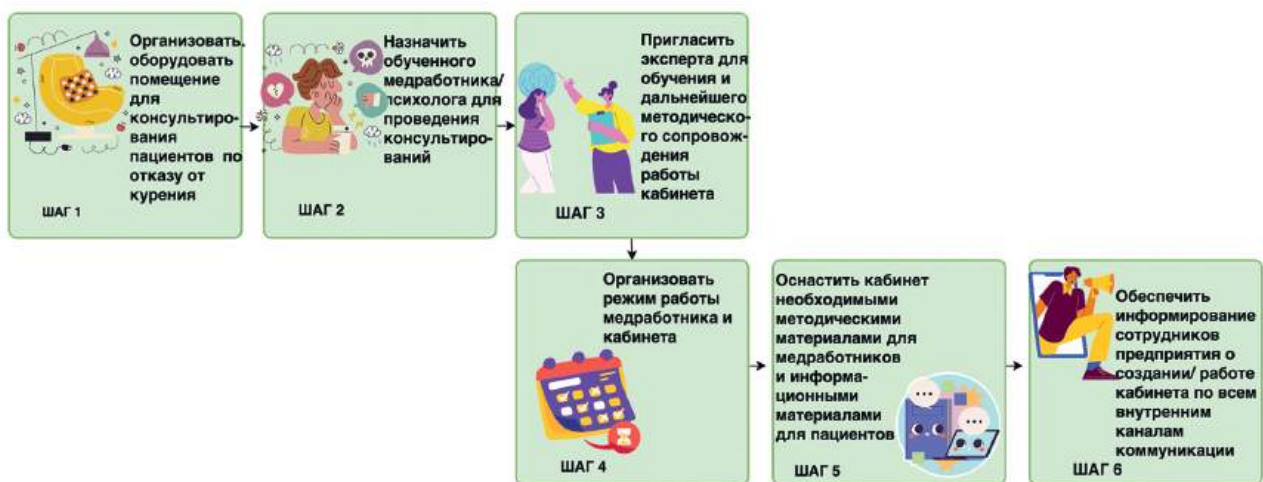 Организовать,
оборудовать
помещение
для
консультиро-
вания
пациентов по
отказу от
курения
ШАГ 1
Назначить
обученного
медработника/
психолога для
проведения
консультиро-
ваний
ШАГ 2
Пригласить
эксперта для
обучения и
дальнейшего
методическо-
го сопровож-
дения
работы
кабинета
ШАГ 3
Организовать
режим работы
медработника и
кабинета
ШАГ 4
Оснастить кабинет
необходимыми
методическими
материалами для
медработников
и информа-
ционными
материалами
для пациентов
ШАГ 5
Обеспечить
информирование
сотрудников
предприятия о
создании/ работе
кабинета по всем
внутренним
каналам
коммуникации
ШАГ 6